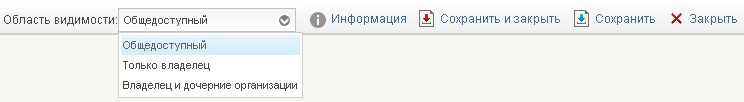 Область видимости: Общедоступный Информация Сохранить и закрыть Сохранить Закрыть
Общедоступный
Только владелец
Владелец и дочерние организации